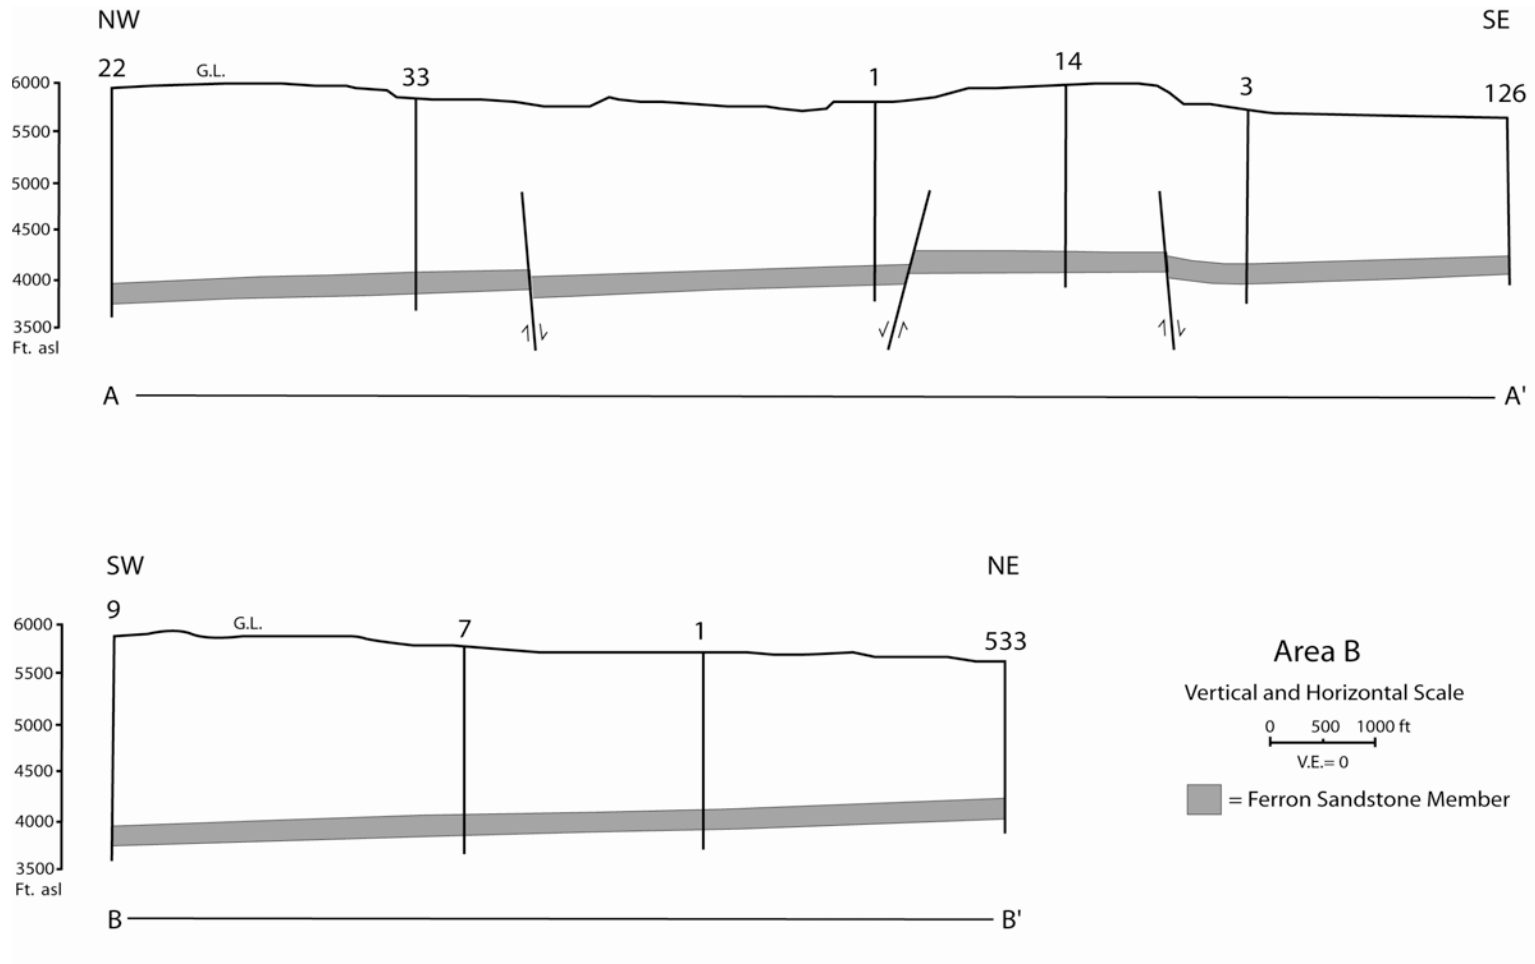 NW
SE
22
G.L.
33
1
14
3
126
6000
5500
5000
4500
4000
3500
Ft. asl
A
A'
SW
NE
9
G.L.
7
1
533
6000
5500
5000
4500
4000
3500
Ft. asl
B
B'
Area B
Vertical and Horizontal Scale
0 500 1000 ft
V.E.= 0
= Ferron Sandstone Member